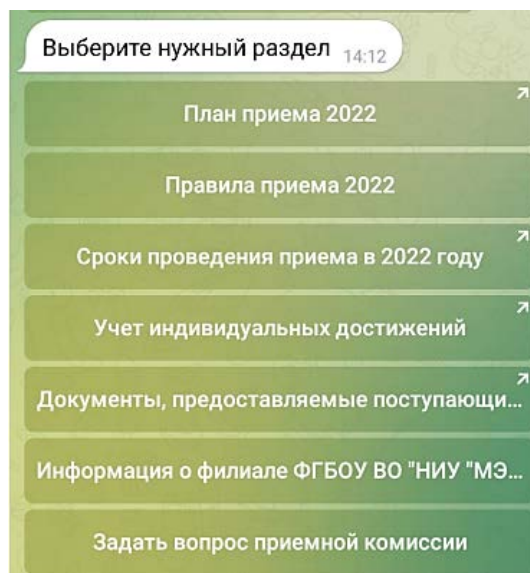 Выберите нужный раздел 14:12
План приема 2022
Правила приема 2022
Сроки проведения приема в 2022 году
Учет индивидуальных достижений
Документы, предоставляемые поступающи...
Информация о филиале ФГБОУ ВО "НИУ "МЭ...
Задать вопрос приемной комиссии